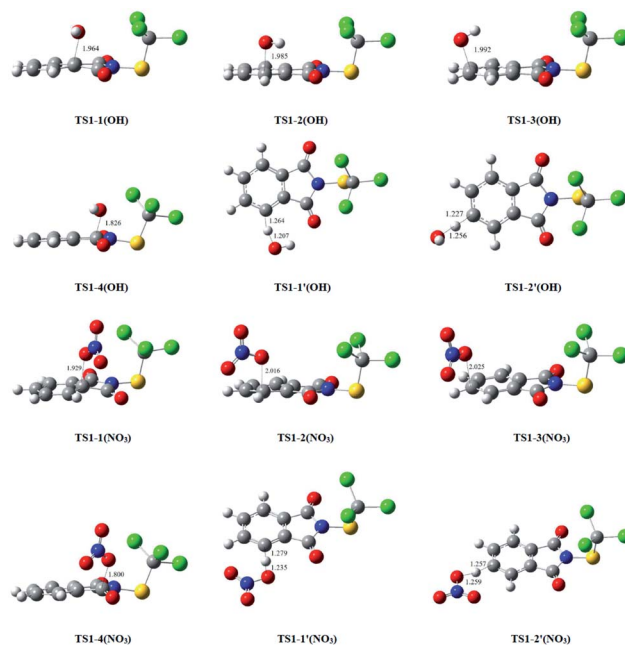 1.964
1.985
1.992
TS1-1(OH)
TS1-2(OH)
TS1-3(OH)
1.826
1.264
1.207
1.227
1.256
TS1-4(OH)
TS1-1'(OH)
TS1-2'(OH)
1.929
2.016
2.025
TS1-1(NO₃)
TS1-2(NO₃)
TS1-3(NO₃)
1.800
1.279
1.235
1.257
1.259
TS1-4(NO₃)
TS1-1'(NO₃)
TS1-2'(NO₃)